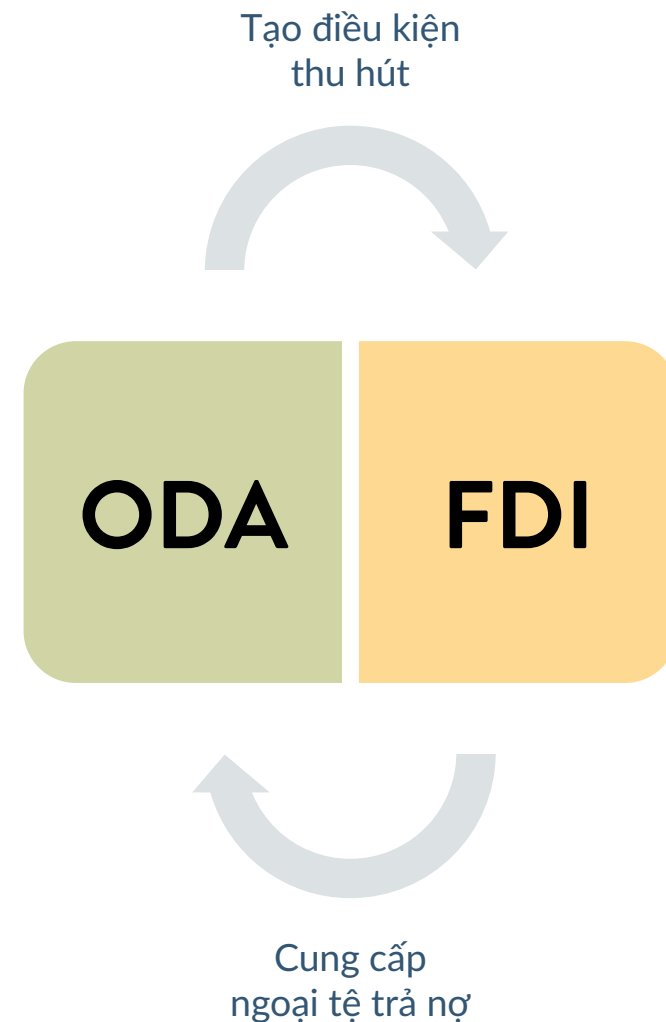 Tạo điều kiện
thu hút
ODA
FDI
Cung cấp
ngoại tệ trả nợ